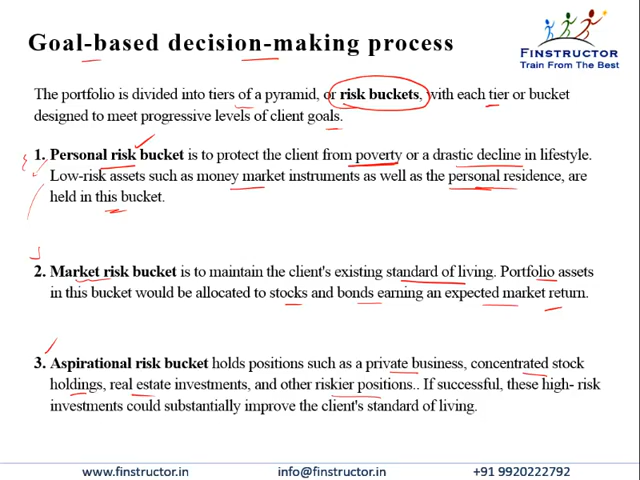 Goal-based decision-making process
FINSTRUCTOR
TRAIN FROM THE BEST
The portfolio is divided into tiers of a pyramid, or risk buckets, with each tier or bucket
designed to meet progressive levels of client goals.
1. Personal risk bucket is to protect the client from poverty or a drastic decline in lifestyle.
Low-risk assets such as money market instruments as well as the personal residence, are
held in this bucket.
2. Market risk bucket is to maintain the client's existing standard of living. Portfolio assets
in this bucket would be allocated to stocks and bonds earning an expected market return.
3. Aspirational risk bucket holds positions such as a private business, concentrated stock
holdings, real estate investments, and other riskier positions.. If successful, these high- risk
investments could substantially improve the client's standard of living.
www.finstructor.in info@finstructor.in +91 9920222792